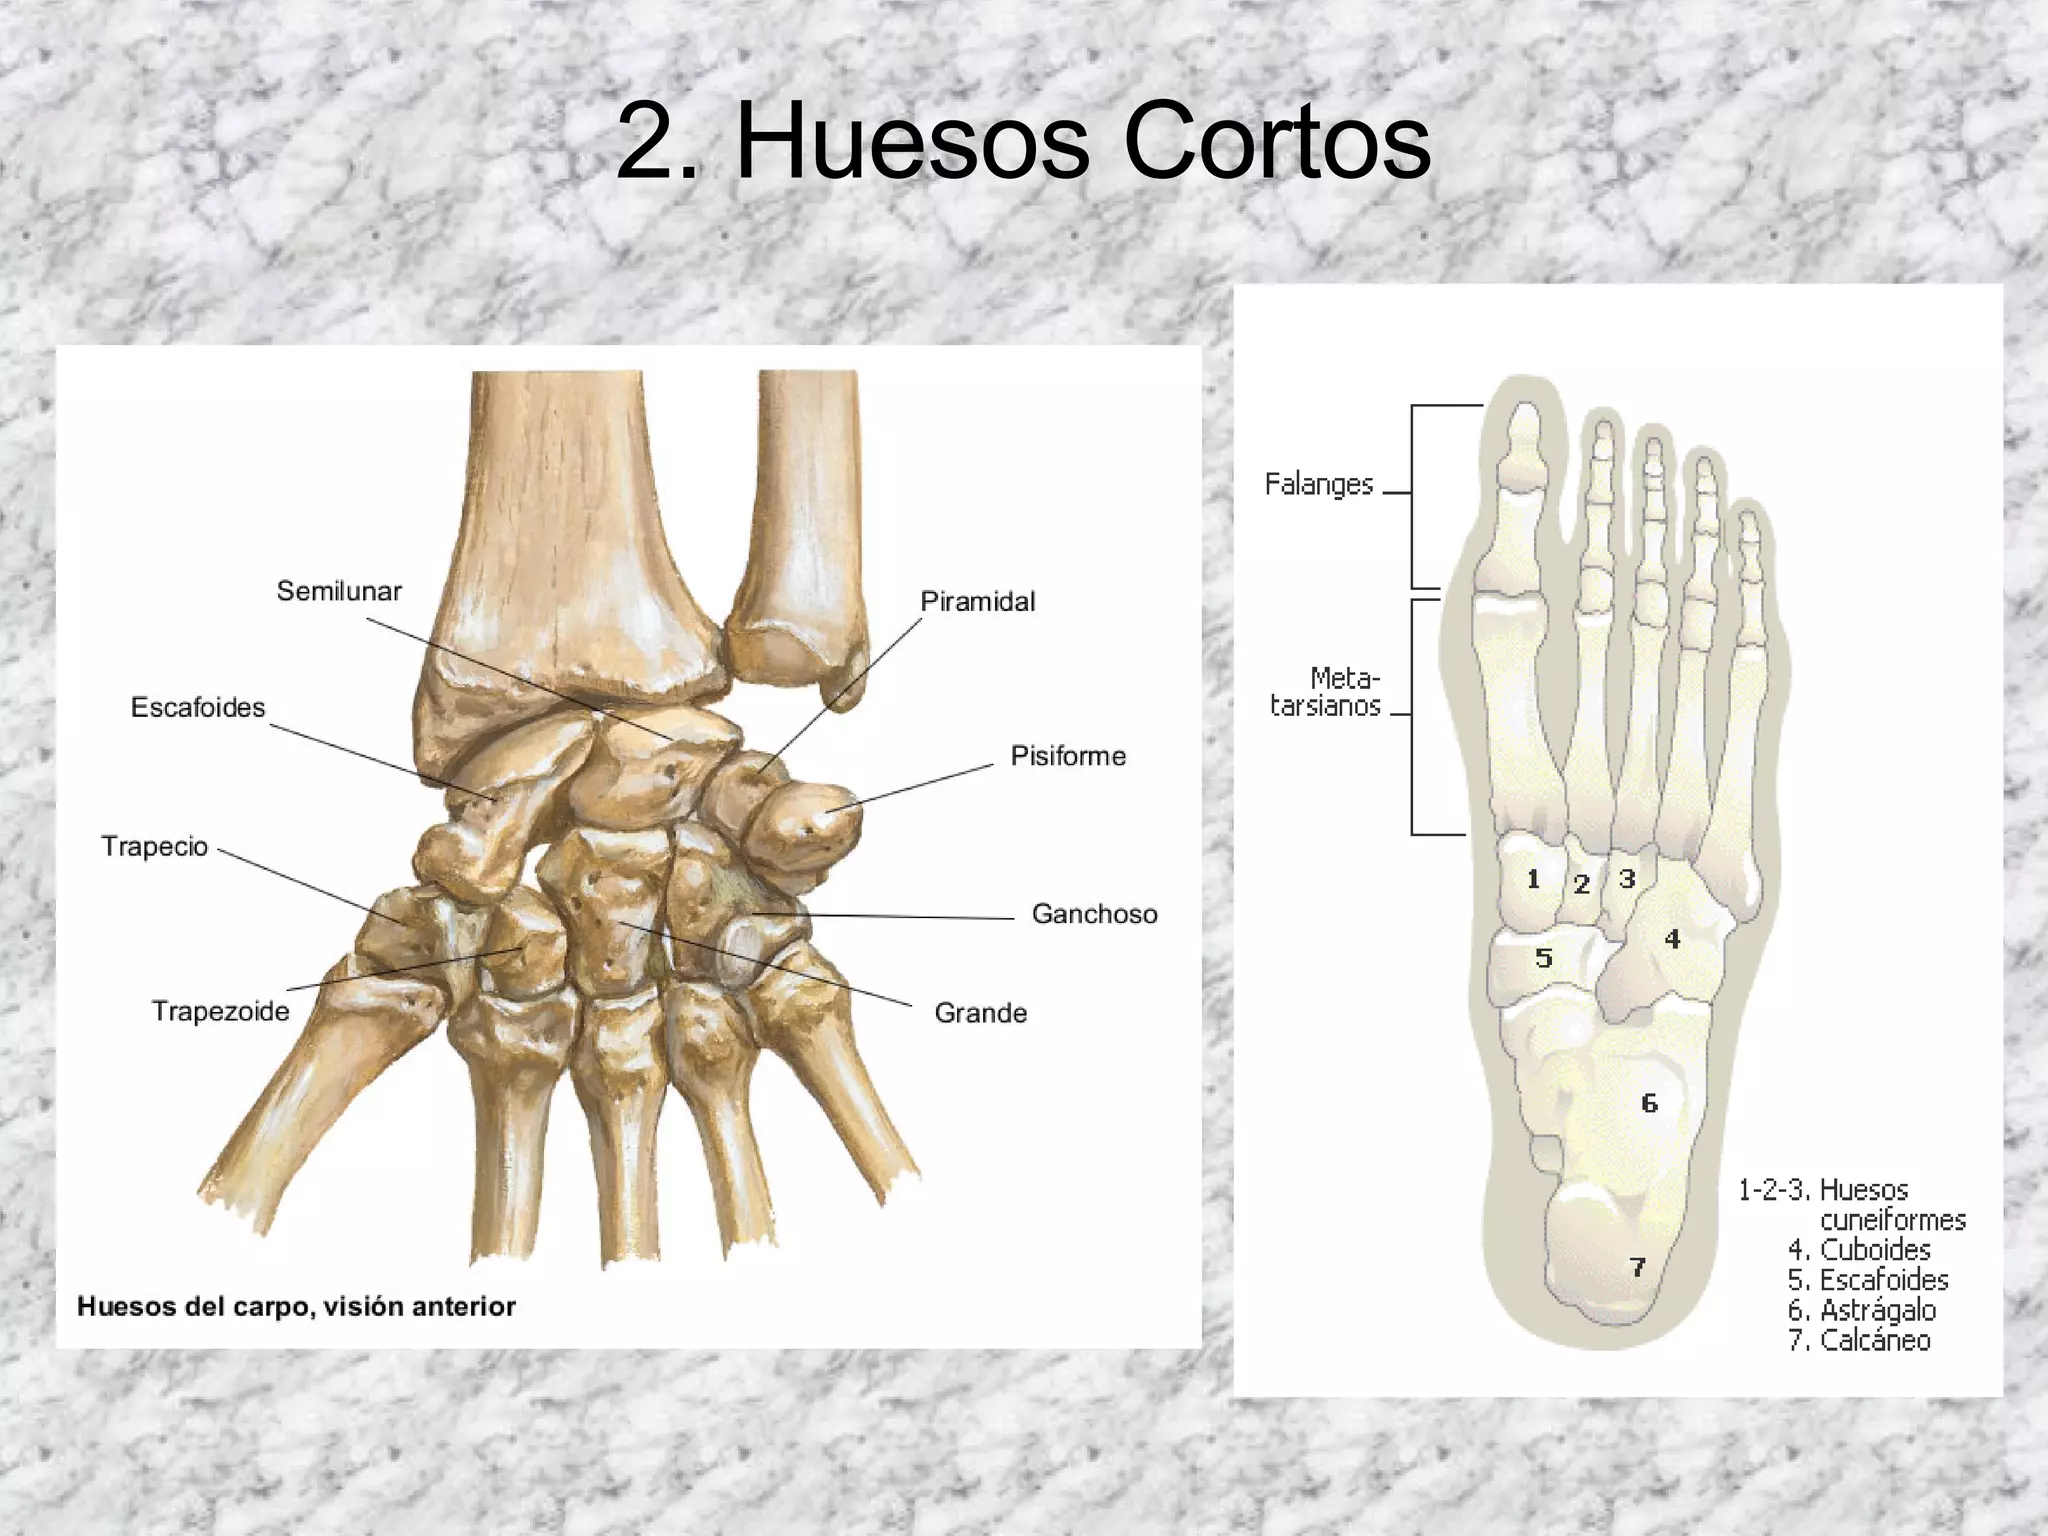 2. Huesos Cortos
Semilunar
Piramidal
Escafoides
Pisiforme
Trapecio
Ganchoso
Trapezoide
Grande
Huesos del carpo, visión anterior
Falanges
Meta-
tarsianos
1
2
3
4
5
6
7
1-2-3. Huesos
cuneiformes
4. Cuboides
5. Escafoides
6. Astrágalo
7. Calcáneo